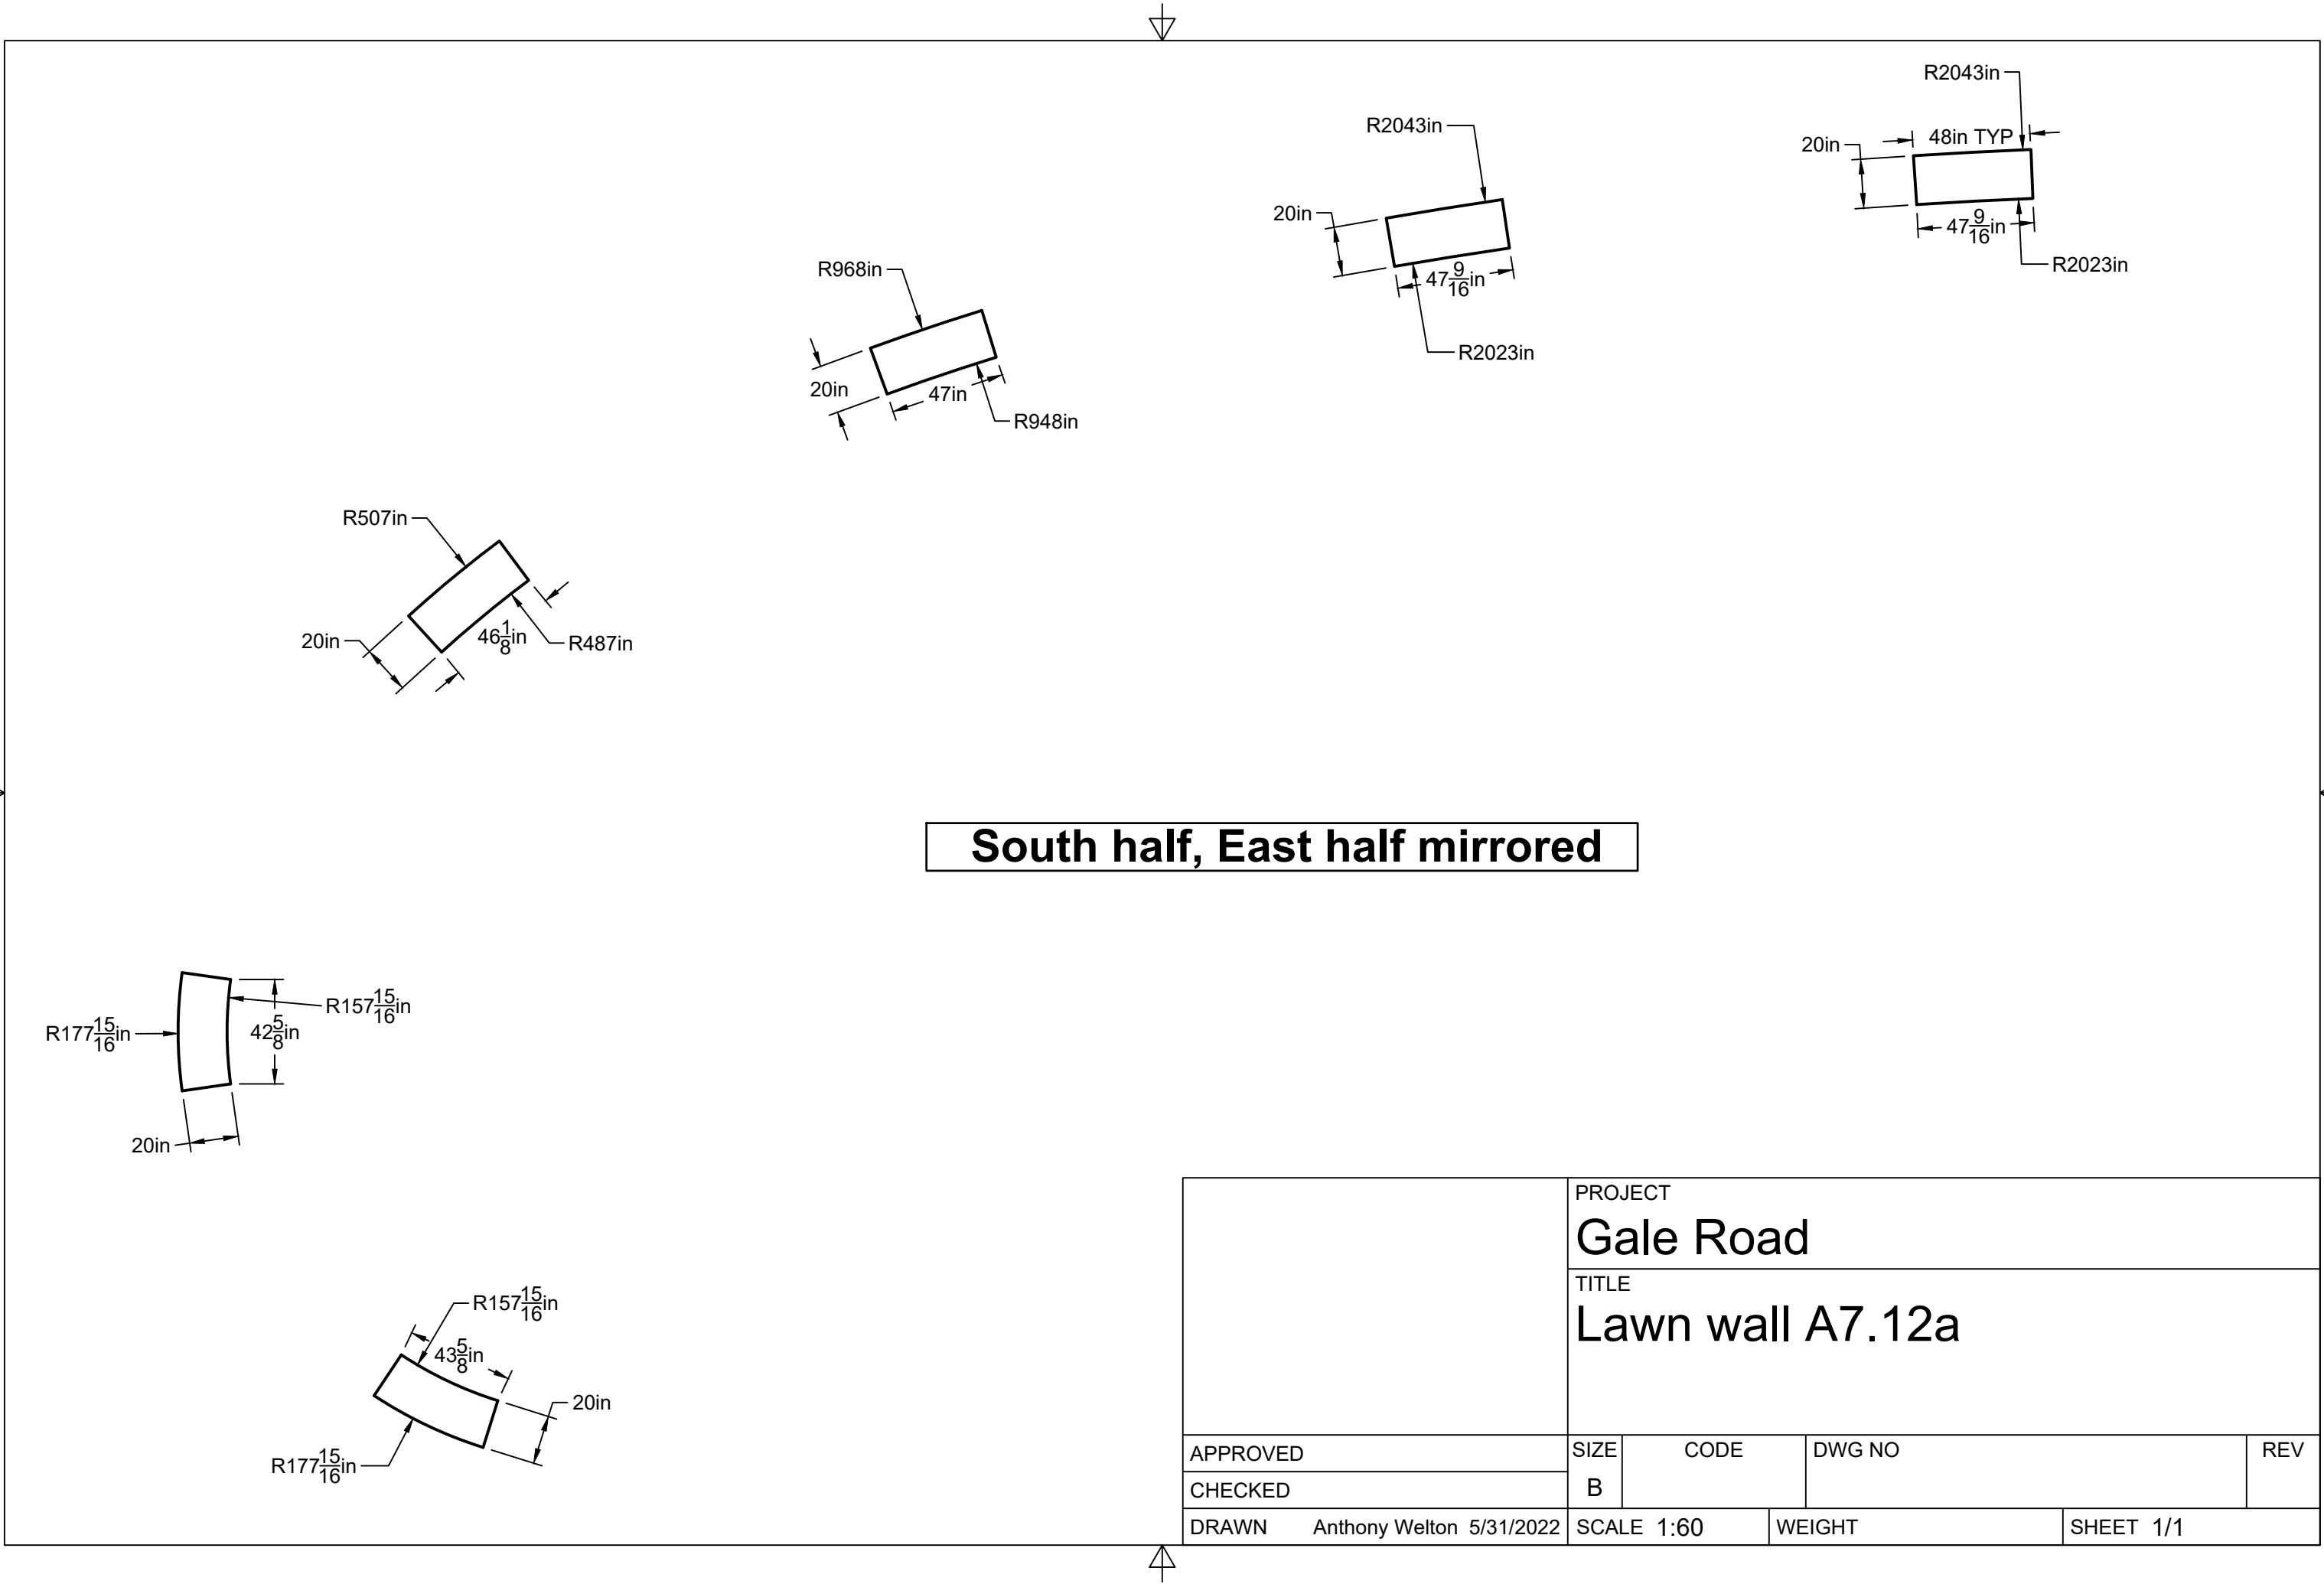 R2043in
48in TYP
20in
47 9/16in
R2023in
R2043in
20in
47 9/16in
R2023in
R968in
20in
47in
R948in
R507in
20in
46 1/8in
R487in
South half, East half mirrored
R157 15/16in
R177 15/16in
42 5/8in
20in
R157 15/16in
43 5/8in
20in
R177 15/16in
PROJECT
Gale Road
TITLE
Lawn wall A7.12a
APPROVED
CHECKED
DRAWN Anthony Welton 5/31/2022
SIZE
B
CODE
DWG NO
REV
SCALE 1:60
WEIGHT
SHEET 1/1